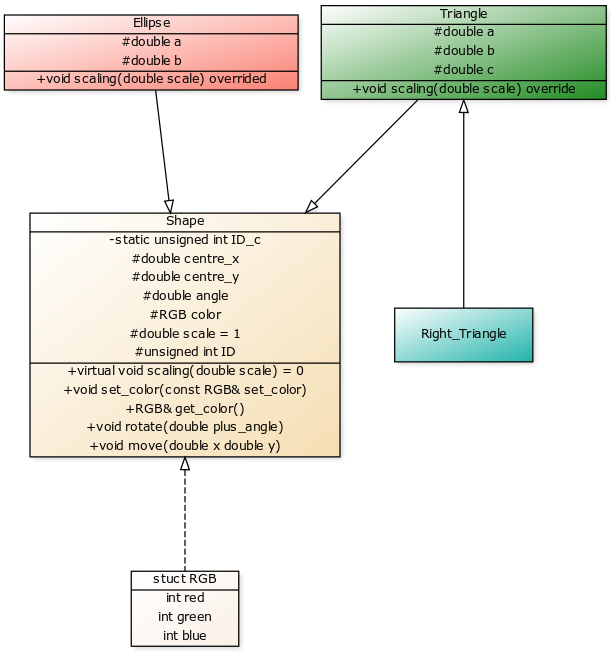 Ellipse
#double a
#double b
+void scaling(double scale) overrided
Triangle
#double a
#double b
#double c
+void scaling(double scale) override
Shape
-static unsigned int ID_c
#double centre_x
#double centre_y
#double angle
#RGB color
#double scale = 1
#unsigned int ID
+virtual void scaling(double scale) = 0
+void set_color(const RGB& set_color)
+RGB& get_color()
+void rotate(double plus_angle)
+void move(double x double y)
Right_Triangle
stuct RGB
int red
int green
int blue